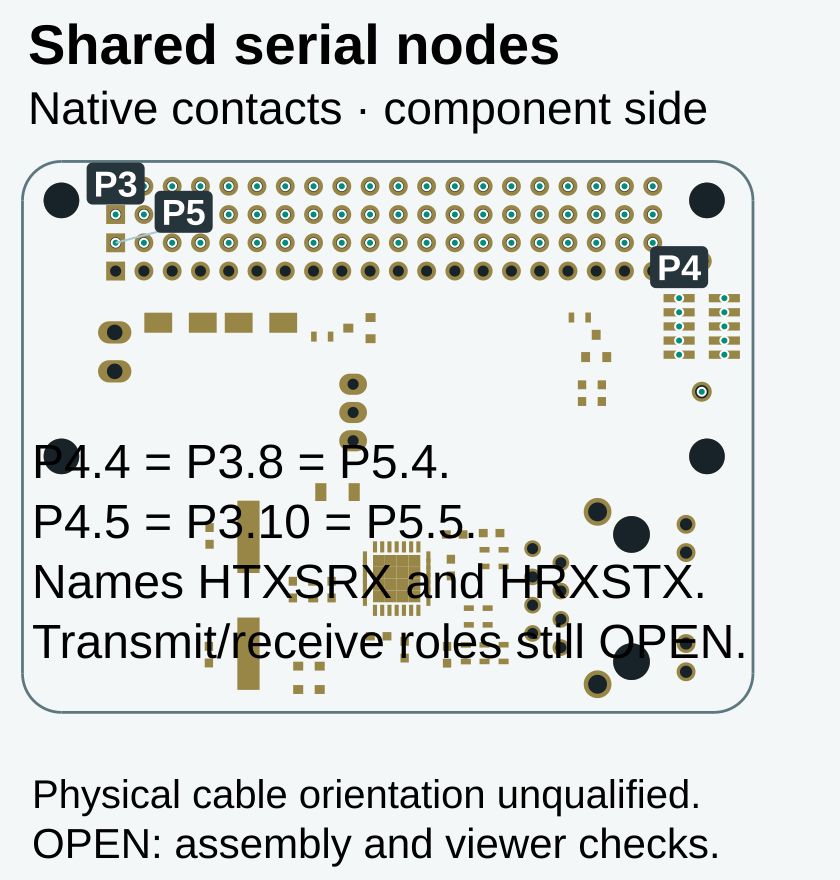 Shared serial nodes
Native contacts · component side
P3
P5
P4
P4.4 = P3.8 = P5.4.
P4.5 = P3.10 = P5.5.
Names HTXSRX and HRXSTX.
Transmit/receive roles still OPEN.
Physical cable orientation unqualified.
OPEN: assembly and viewer checks.